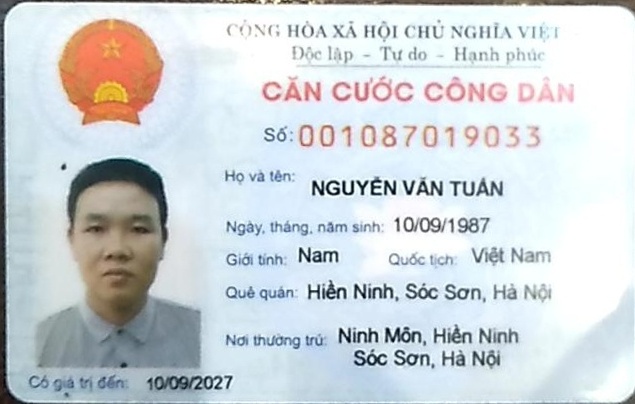 CỘNG HÒA XÃ HỘI CHỦ NGHĨA VIỆT
Độc lập - Tự do - Hạnh phúc
CĂN CƯỚC CÔNG DÂN
Số: 001087019033
Họ và tên: NGUYỄN VĂN TUẤN
Ngày, tháng, năm sinh: 10/09/1987
Giới tính: Nam Quốc tịch: Việt Nam
Quê quán: Hiền Ninh, Sóc Sơn, Hà Nội
Nơi thường trú: Ninh Môn, Hiền Ninh
Sóc Sơn, Hà Nội
Có giá trị đến: 10/09/2027